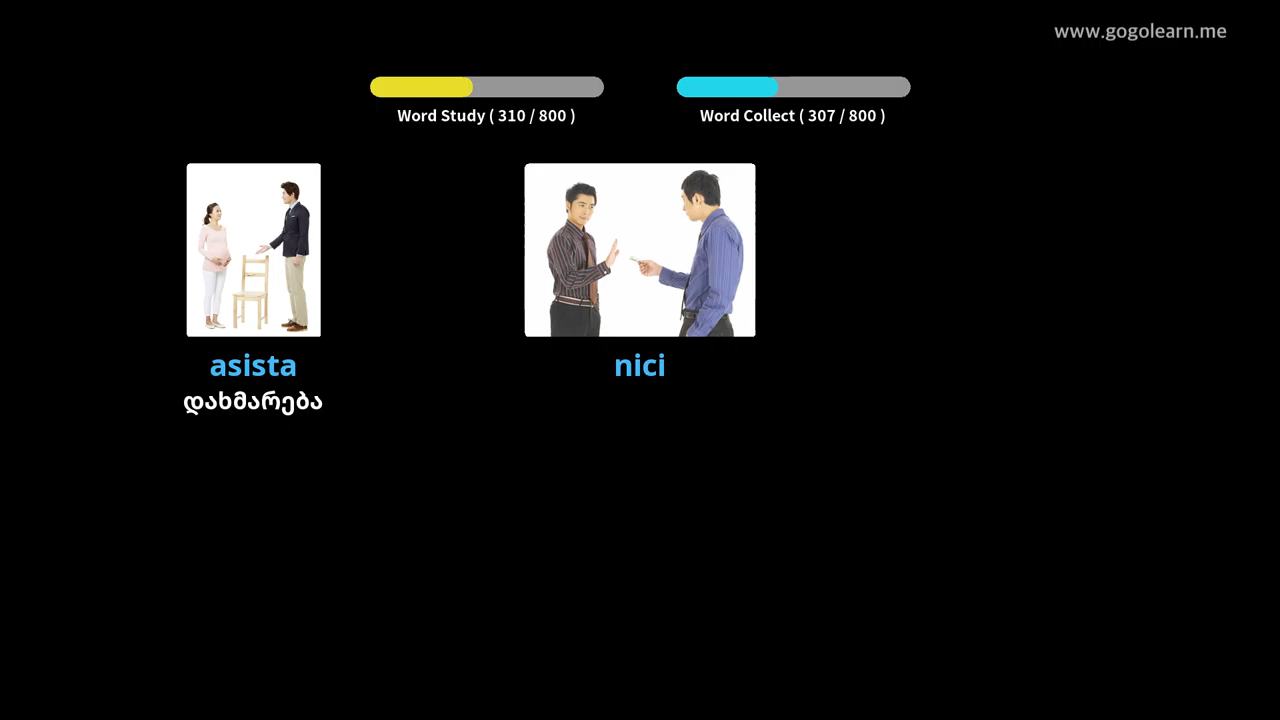 www.gogolearn.me
Word Study ( 310 / 800 )
Word Collect ( 307 / 800 )
asista
დახმარება
nici